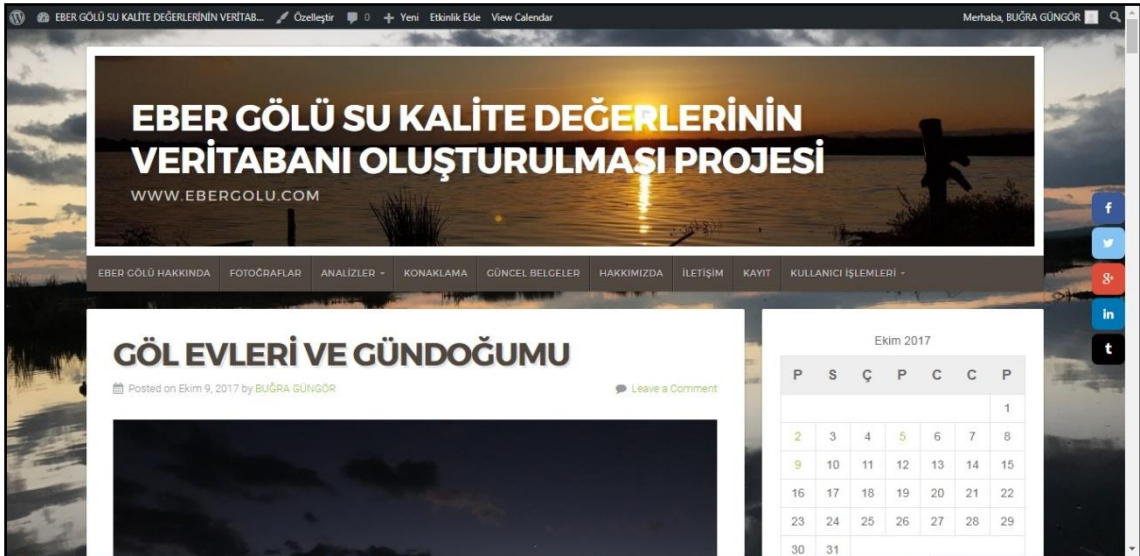 EBER GÖLÜ SU KALİTE DEĞERLERİNİN VERİTAB... Özelleştir 0 Yeni Etkinlik Ekle View Calendar Merhaba, BUĞRA GÜNGÖR
EBER GÖLÜ SU KALİTE DEĞERLERİNİN
VERİTABANI OLUŞTURULMASI PROJESİ
WWW.EBERGOLU.COM
EBER GÖLÜ HAKKINDA FOTOĞRAFLAR ANALİZLER KONAKLAMA GÜNCEL BELGELER HAKKIMIZDA İLETİŞİM KAYIT KULLANICI İŞLEMLERİ
GÖL EVLERİ VE GÜNDOĞUMU
Posted on Ekim 9, 2017 by BUĞRA GÜNGÖR Leave a Comment
Ekim 2017
P S Ç P C C P
1
2 3 4 5 6 7 8
9 10 11 12 13 14 15
16 17 18 19 20 21 22
23 24 25 26 27 28 29
30 31